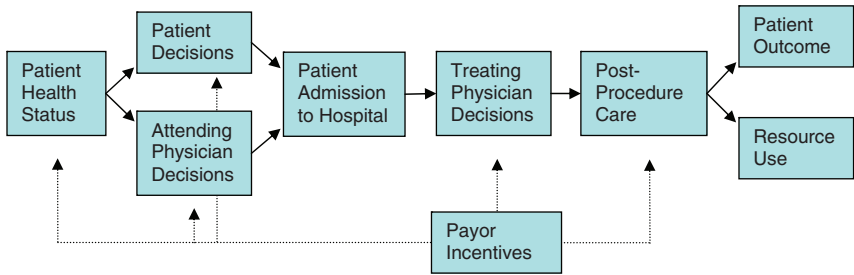 Patient
Health
Status
Patient
Decisions
Attending
Physician
Decisions
Patient
Admission
to Hospital
Treating
Physician
Decisions
Post-
Procedure
Care
Patient
Outcome
Resource
Use
Payor
Incentives